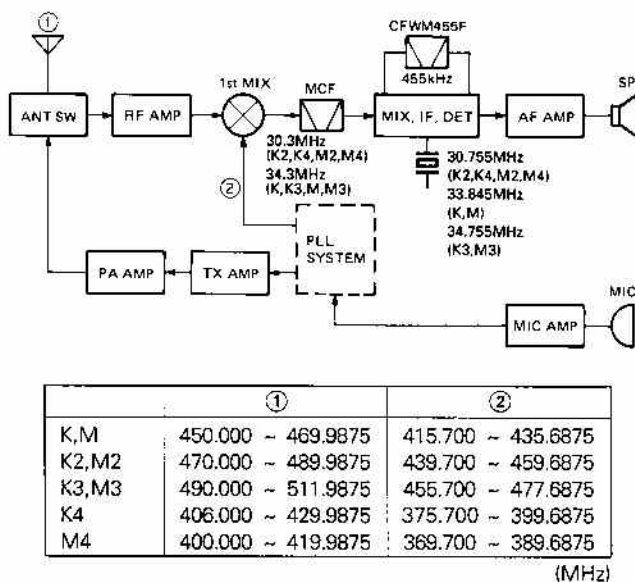 ①
CFWM455F
455kHz
1st MIX
MCF
SP
ANT SW
RF AMP
MIX, IF, DET
AF AMP
30.3MHz
(K2,K4,M2,M4)
34.3MHz
(K,K3,M,M3)
30.755MHz
(K2,K4,M2,M4)
33.845MHz
(K,M)
34.755MHz
(K3,M3)
②
PLL
SYSTEM
PA AMP
TX AMP
MIC AMP
MIC
① ②
K,M 450.000 ~ 469.9875 415.700 ~ 435.6875
K2,M2 470.000 ~ 489.9875 439.700 ~ 459.6875
K3,M3 490.000 ~ 511.9875 455.700 ~ 477.6875
K4 406.000 ~ 429.9875 375.700 ~ 399.6875
M4 400.000 ~ 419.9875 369.700 ~ 389.6875
(MHz)